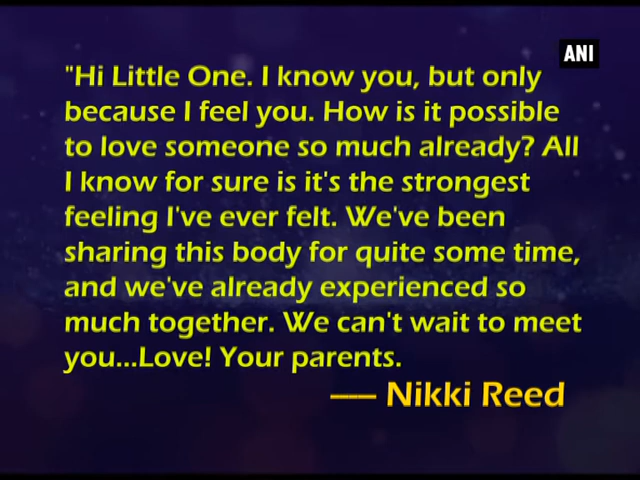 ANI
"Hi Little One. I know you, but only
because I feel you. How is it possible
to love someone so much already? All
I know for sure is it's the strongest
feeling I've ever felt. We've been
sharing this body for quite some time,
and we've already experienced so
much together. We can't wait to meet
you...Love! Your parents.
—— Nikki Reed